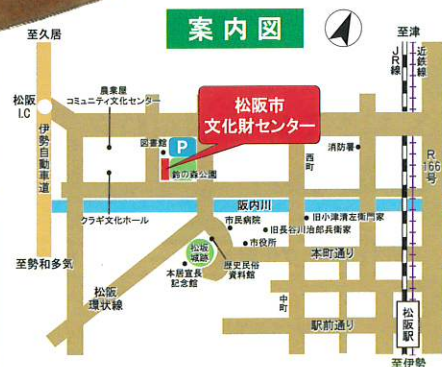 案内図
至久居
至津
JR線
近鉄線
農業屋
コミュニティ文化センター
松阪
I.C
松阪市
文化財センター
図書館
P
鈴の森公園
西町
消防署
R166号
伊勢自動車道
クラギ文化ホール
阪内川
市民病院
旧小津清左衛門家
旧長谷川治郎兵衛家
市役所
松坂
城跡
本町通り
至勢和多気
本居宣長
記念館
歴史民俗
資料館
松阪
環状線
中町
駅前通り
松阪駅
至伊勢